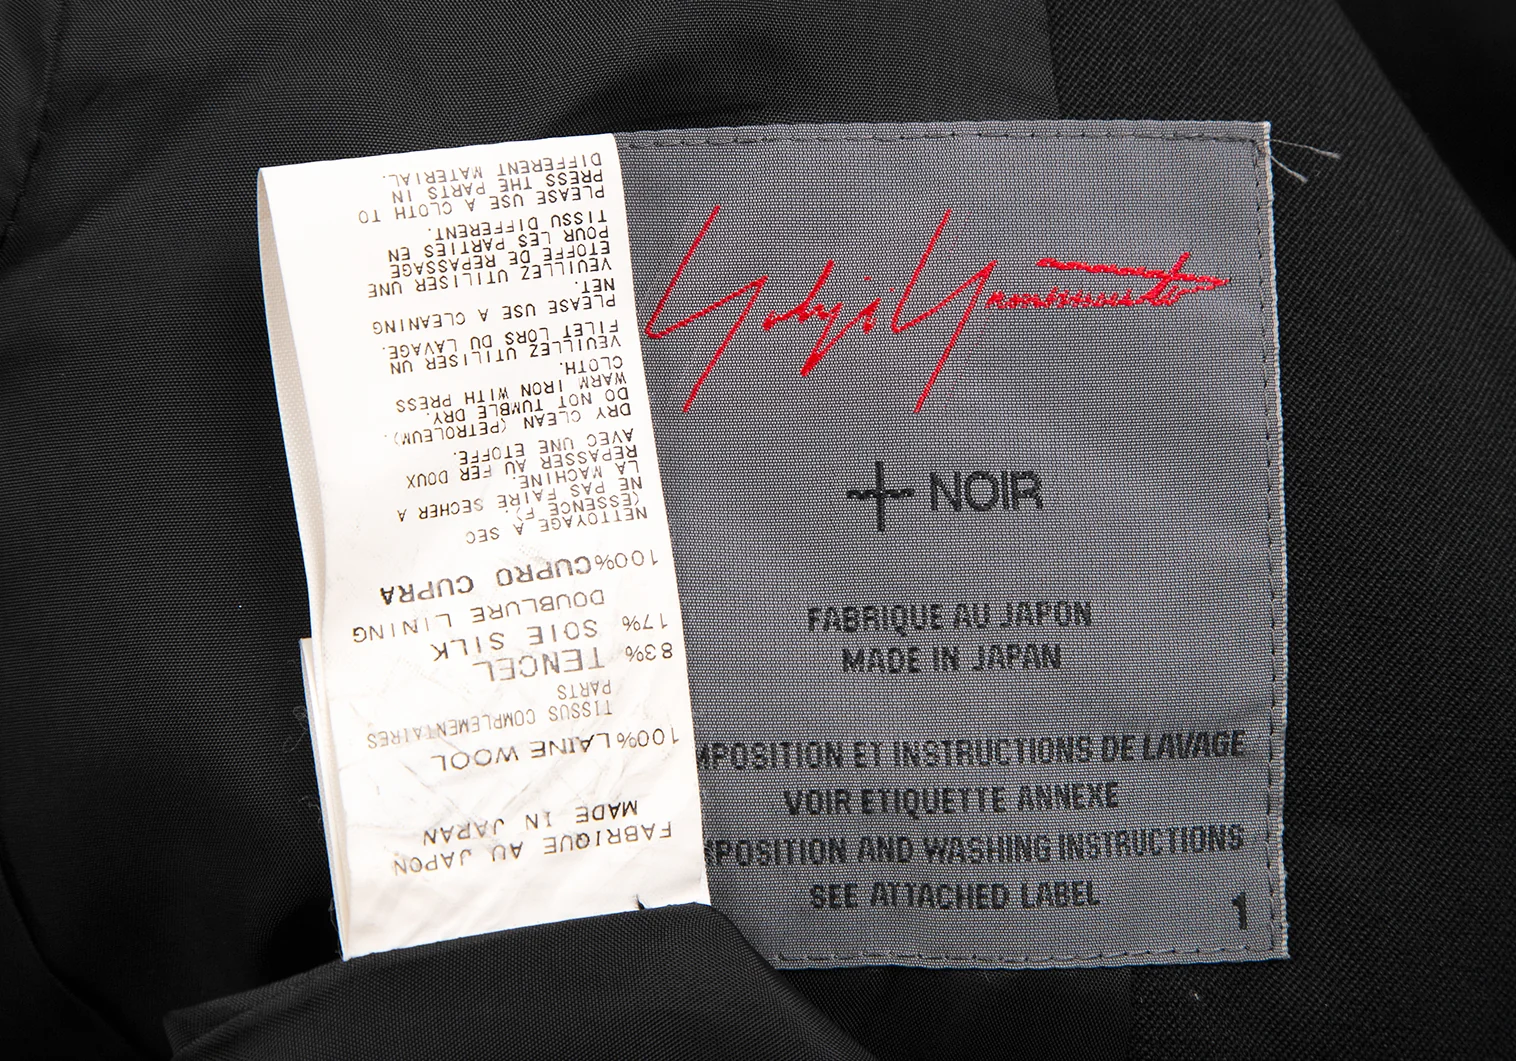 Yohji Yamamoto
+ NOIR
FABRIQUE AU JAPON
MADE IN JAPAN
MPOSITION ET INSTRUCTIONS DE LAVAGE
VOIR ETIQUETTE ANNEXE
MPOSITION AND WASHING INSTRUCTIONS
SEE ATTACHED LABEL
1
FABRIQUE AU JAPON
MADE IN JAPAN
100% LAINE WOOL
TISSUS COMPLEMENTAIRES
PARTS
83% TENCEL
17% SOIE SILK
DOUBLURE LINING
100% CUPRO CUPRA
NETTOYAGE A SEC
(ESSENCE F).
NE PAS FAIRE SECHER A
LA MACHINE.
REPASSER AU FER DOUX
AVEC UNE ETOFFE.
DRY CLEAN (PETROLEUM).
DO NOT TUMBLE DRY.
WARM IRON WITH PRESS
CLOTH.
VEUILLEZ UTILISER UN
FILET LORS DU LAVAGE.
PLEASE USE A CLEANING
NET.
VEUILLEZ UTILISER UNE
ETOFFE DE REPASSAGE
POUR LES PARTIES EN
TISSU DIFFERENT.
PLEASE USE A CLOTH TO
PRESS THE PARTS IN
DIFFERENT MATERIAL.